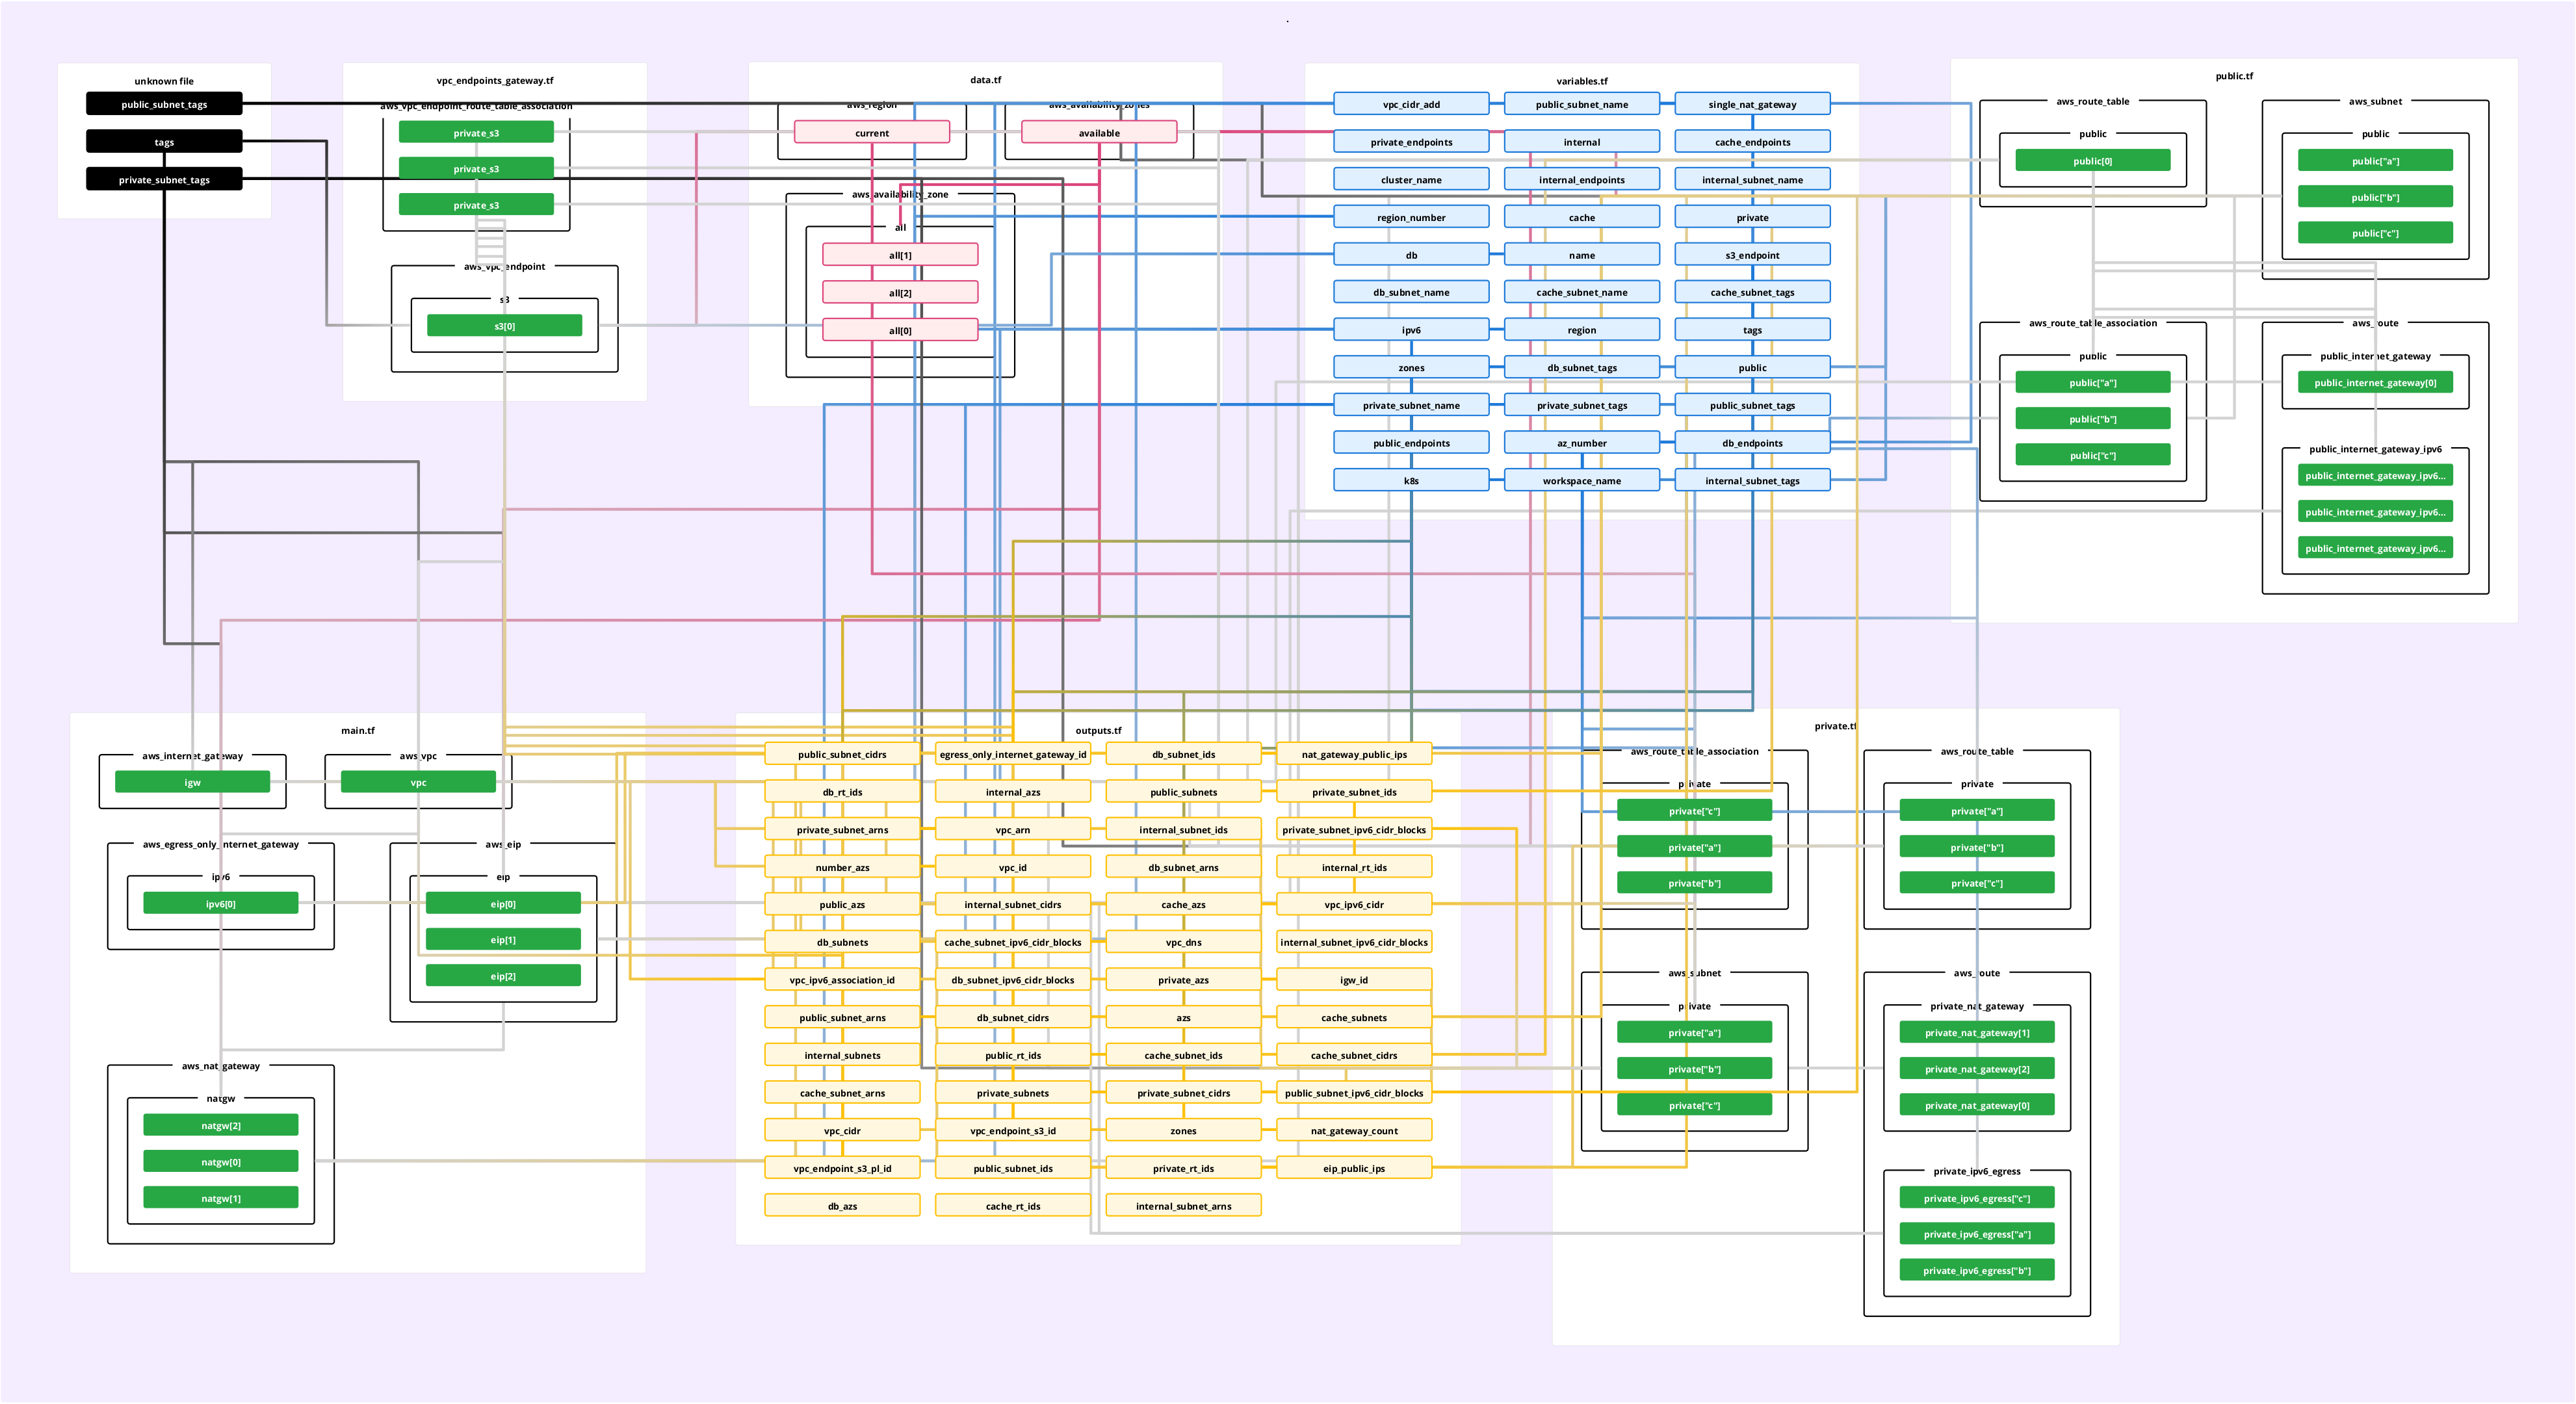 .
unknown file
public_subnet_tags
tags
private_subnet_tags
vpc_endpoints_gateway.tf
aws_vpc_endpoint_route_table_association
private_s3
private_s3
private_s3
aws_vpc_endpoint
s3
s3[0]
data.tf
aws_region
current
aws_availability_zones
available
aws_availability_zone
all
all[1]
all[2]
all[0]
variables.tf
vpc_cidr_add
public_subnet_name
single_nat_gateway
private_endpoints
internal
cache_endpoints
cluster_name
internal_endpoints
internal_subnet_name
region_number
cache
private
db
name
s3_endpoint
db_subnet_name
cache_subnet_name
cache_subnet_tags
ipv6
region
tags
zones
db_subnet_tags
public
private_subnet_name
private_subnet_tags
public_subnet_tags
public_endpoints
az_number
db_endpoints
k8s
workspace_name
internal_subnet_tags
public.tf
aws_route_table
public
public[0]
aws_subnet
public
public["a"]
public["b"]
public["c"]
aws_route_table_association
public
public["a"]
public["b"]
public["c"]
aws_route
public_internet_gateway
public_internet_gateway[0]
public_internet_gateway_ipv6
public_internet_gateway_ipv6...
public_internet_gateway_ipv6...
public_internet_gateway_ipv6...
main.tf
aws_internet_gateway
igw
aws_vpc
vpc
aws_egress_only_internet_gateway
ipv6
ipv6[0]
aws_eip
eip
eip[0]
eip[1]
eip[2]
aws_nat_gateway
natgw
natgw[2]
natgw[0]
natgw[1]
outputs.tf
public_subnet_cidrs
egress_only_internet_gateway_id
db_subnet_ids
nat_gateway_public_ips
db_rt_ids
internal_azs
public_subnets
private_subnet_ids
private_subnet_arns
vpc_arn
internal_subnet_ids
private_subnet_ipv6_cidr_blocks
number_azs
vpc_id
db_subnet_arns
internal_rt_ids
public_azs
internal_subnet_cidrs
cache_azs
vpc_ipv6_cidr
db_subnets
cache_subnet_ipv6_cidr_blocks
vpc_dns
internal_subnet_ipv6_cidr_blocks
vpc_ipv6_association_id
db_subnet_ipv6_cidr_blocks
private_azs
igw_id
public_subnet_arns
db_subnet_cidrs
azs
cache_subnets
internal_subnets
public_rt_ids
cache_subnet_ids
cache_subnet_cidrs
cache_subnet_arns
private_subnets
private_subnet_cidrs
public_subnet_ipv6_cidr_blocks
vpc_cidr
vpc_endpoint_s3_id
zones
nat_gateway_count
vpc_endpoint_s3_pl_id
public_subnet_ids
private_rt_ids
eip_public_ips
db_azs
cache_rt_ids
internal_subnet_arns
private.tf
aws_route_table_association
private
private["c"]
private["a"]
private["b"]
aws_route_table
private
private["a"]
private["b"]
private["c"]
aws_subnet
private
private["a"]
private["b"]
private["c"]
aws_route
private_nat_gateway
private_nat_gateway[1]
private_nat_gateway[2]
private_nat_gateway[0]
private_ipv6_egress
private_ipv6_egress["c"]
private_ipv6_egress["a"]
private_ipv6_egress["b"]